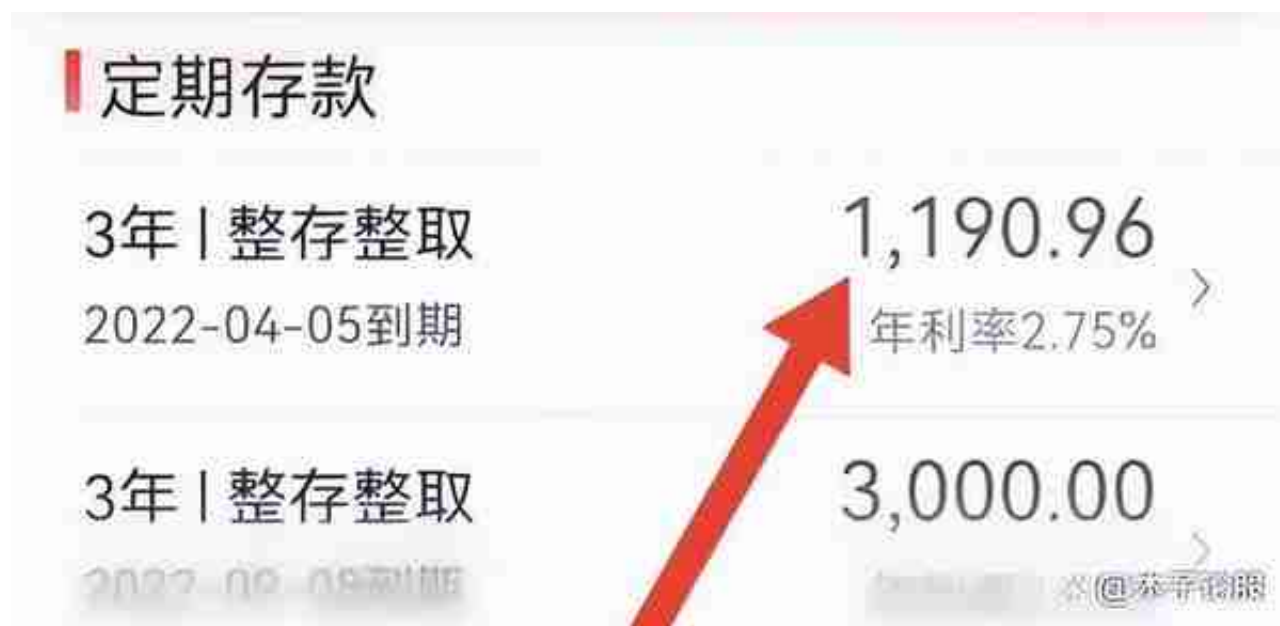 定期存款
3年 | 整存整取
1,190.96
2022-04-05到期
年利率2.75%
3年 | 整存整取
3,000.00